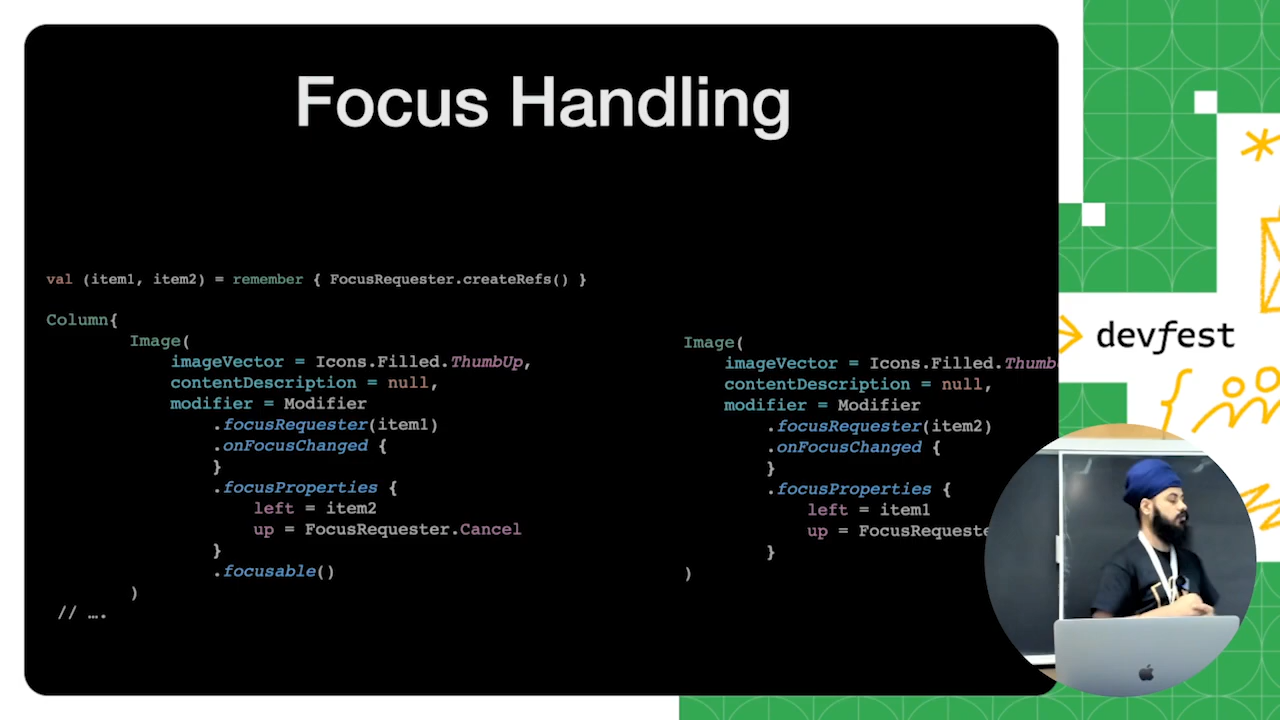 Focus Handling
val (item1, item2) = remember { FocusRequester.createRefs() }
Column{
Image(
imageVector = Icons.Filled.ThumbUp,
contentDescription = null,
modifier = Modifier
.focusRequester(item1)
.onFocusChanged {
}
.focusProperties {
left = item2
up = FocusRequester.Cancel
}
.focusable()
)
// ….
Image(
imageVector = Icons.Filled.Thumb
contentDescription = null,
modifier = Modifier
.focusRequester(item2)
.onFocusChanged {
}
.focusProperties {
left = item1
up = FocusRequeste
}
)
devfest